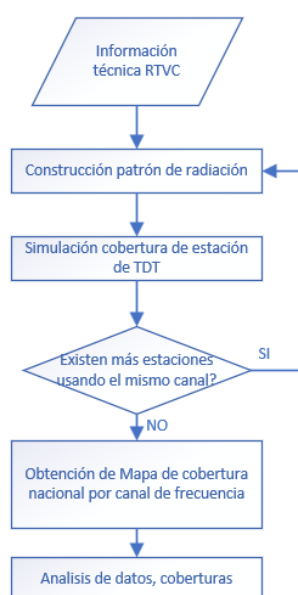 Información
técnica RTVC
Construcción patrón de radiación
Simulación cobertura de estación
de TDT
Existen más estaciones
usando el mismo canal?
SI
NO
Obtención de Mapa de cobertura
nacional por canal de frecuencia
Analisis de datos, coberturas